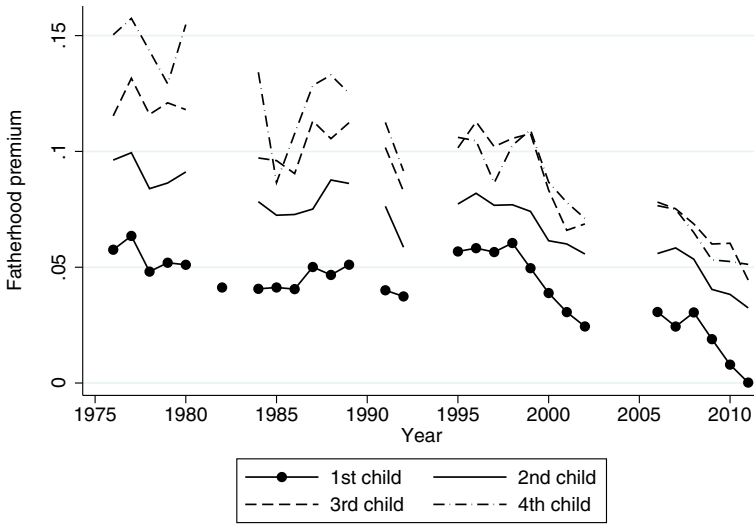 Fatherhood premium
.15
.1
.05
0
1975 1980 1985 1990 1995 2000 2005 2010
Year
1st child 2nd child
3rd child 4th child